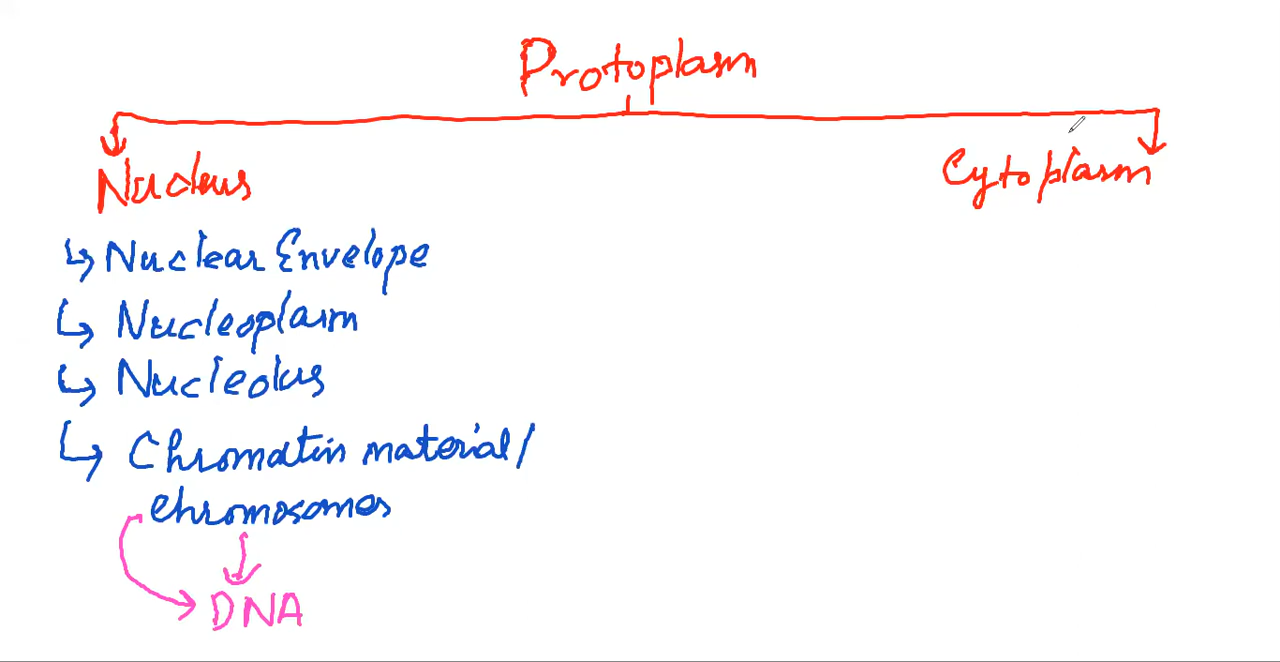 Protoplasm
Nucleus
Cytoplasm
Nuclear Envelope
Nucleoplasm
Nucleolus
Chromatin material/
chromosomes
DNA